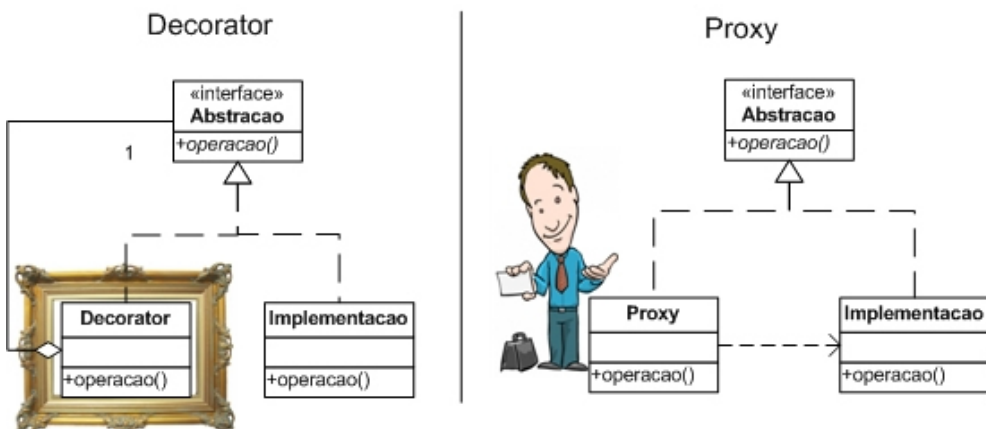 Decorator
«interface»
Abstracao
+operacao()
1
Decorator
+operacao()
Implementacao
+operacao()
Proxy
«interface»
Abstracao
+operacao()
Proxy
+operacao()
Implementacao
+operacao()